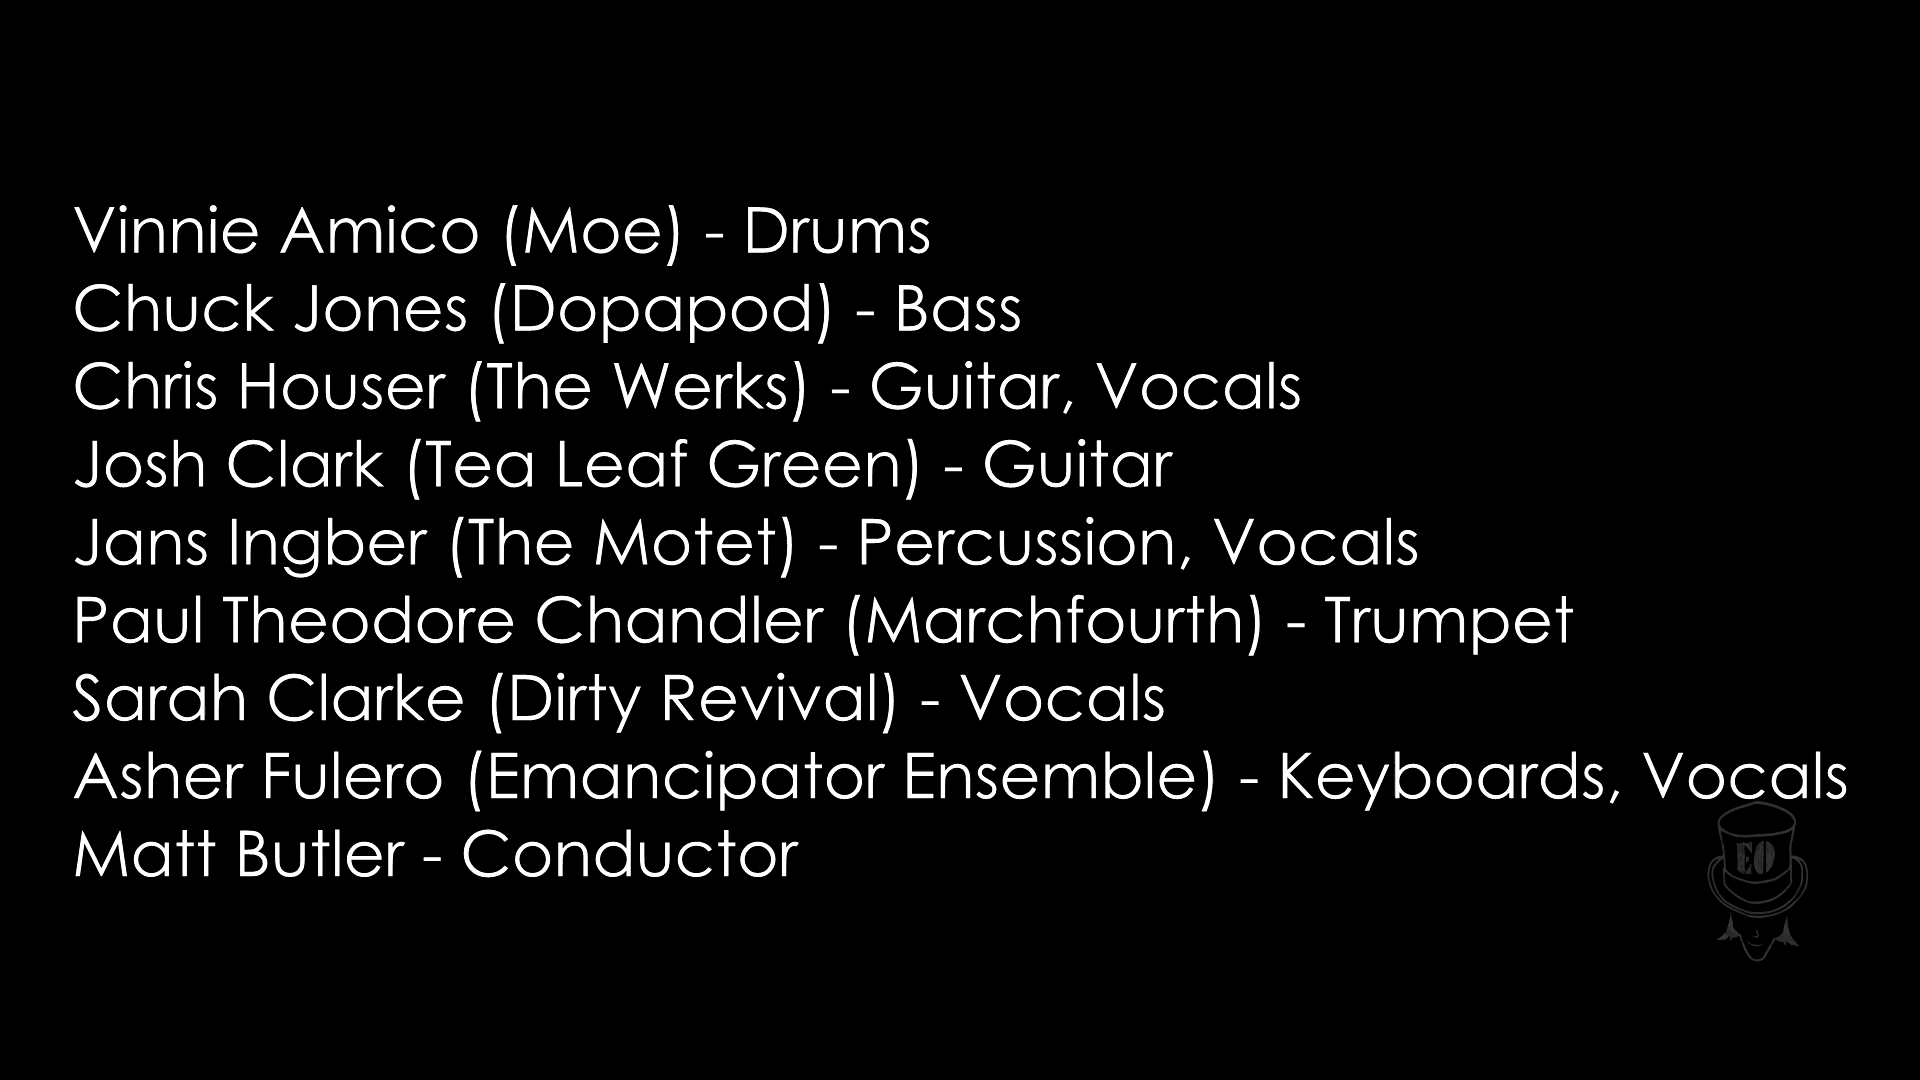 Vinnie Amico (Moe) - Drums
Chuck Jones (Dopapod) - Bass
Chris Houser (The Werks) - Guitar, Vocals
Josh Clark (Tea Leaf Green) - Guitar
Jans Ingber (The Motet) - Percussion, Vocals
Paul Theodore Chandler (Marchfourth) - Trumpet
Sarah Clarke (Dirty Revival) - Vocals
Asher Fulero (Emancipator Ensemble) - Keyboards, Vocals
Matt Butler - Conductor
EO